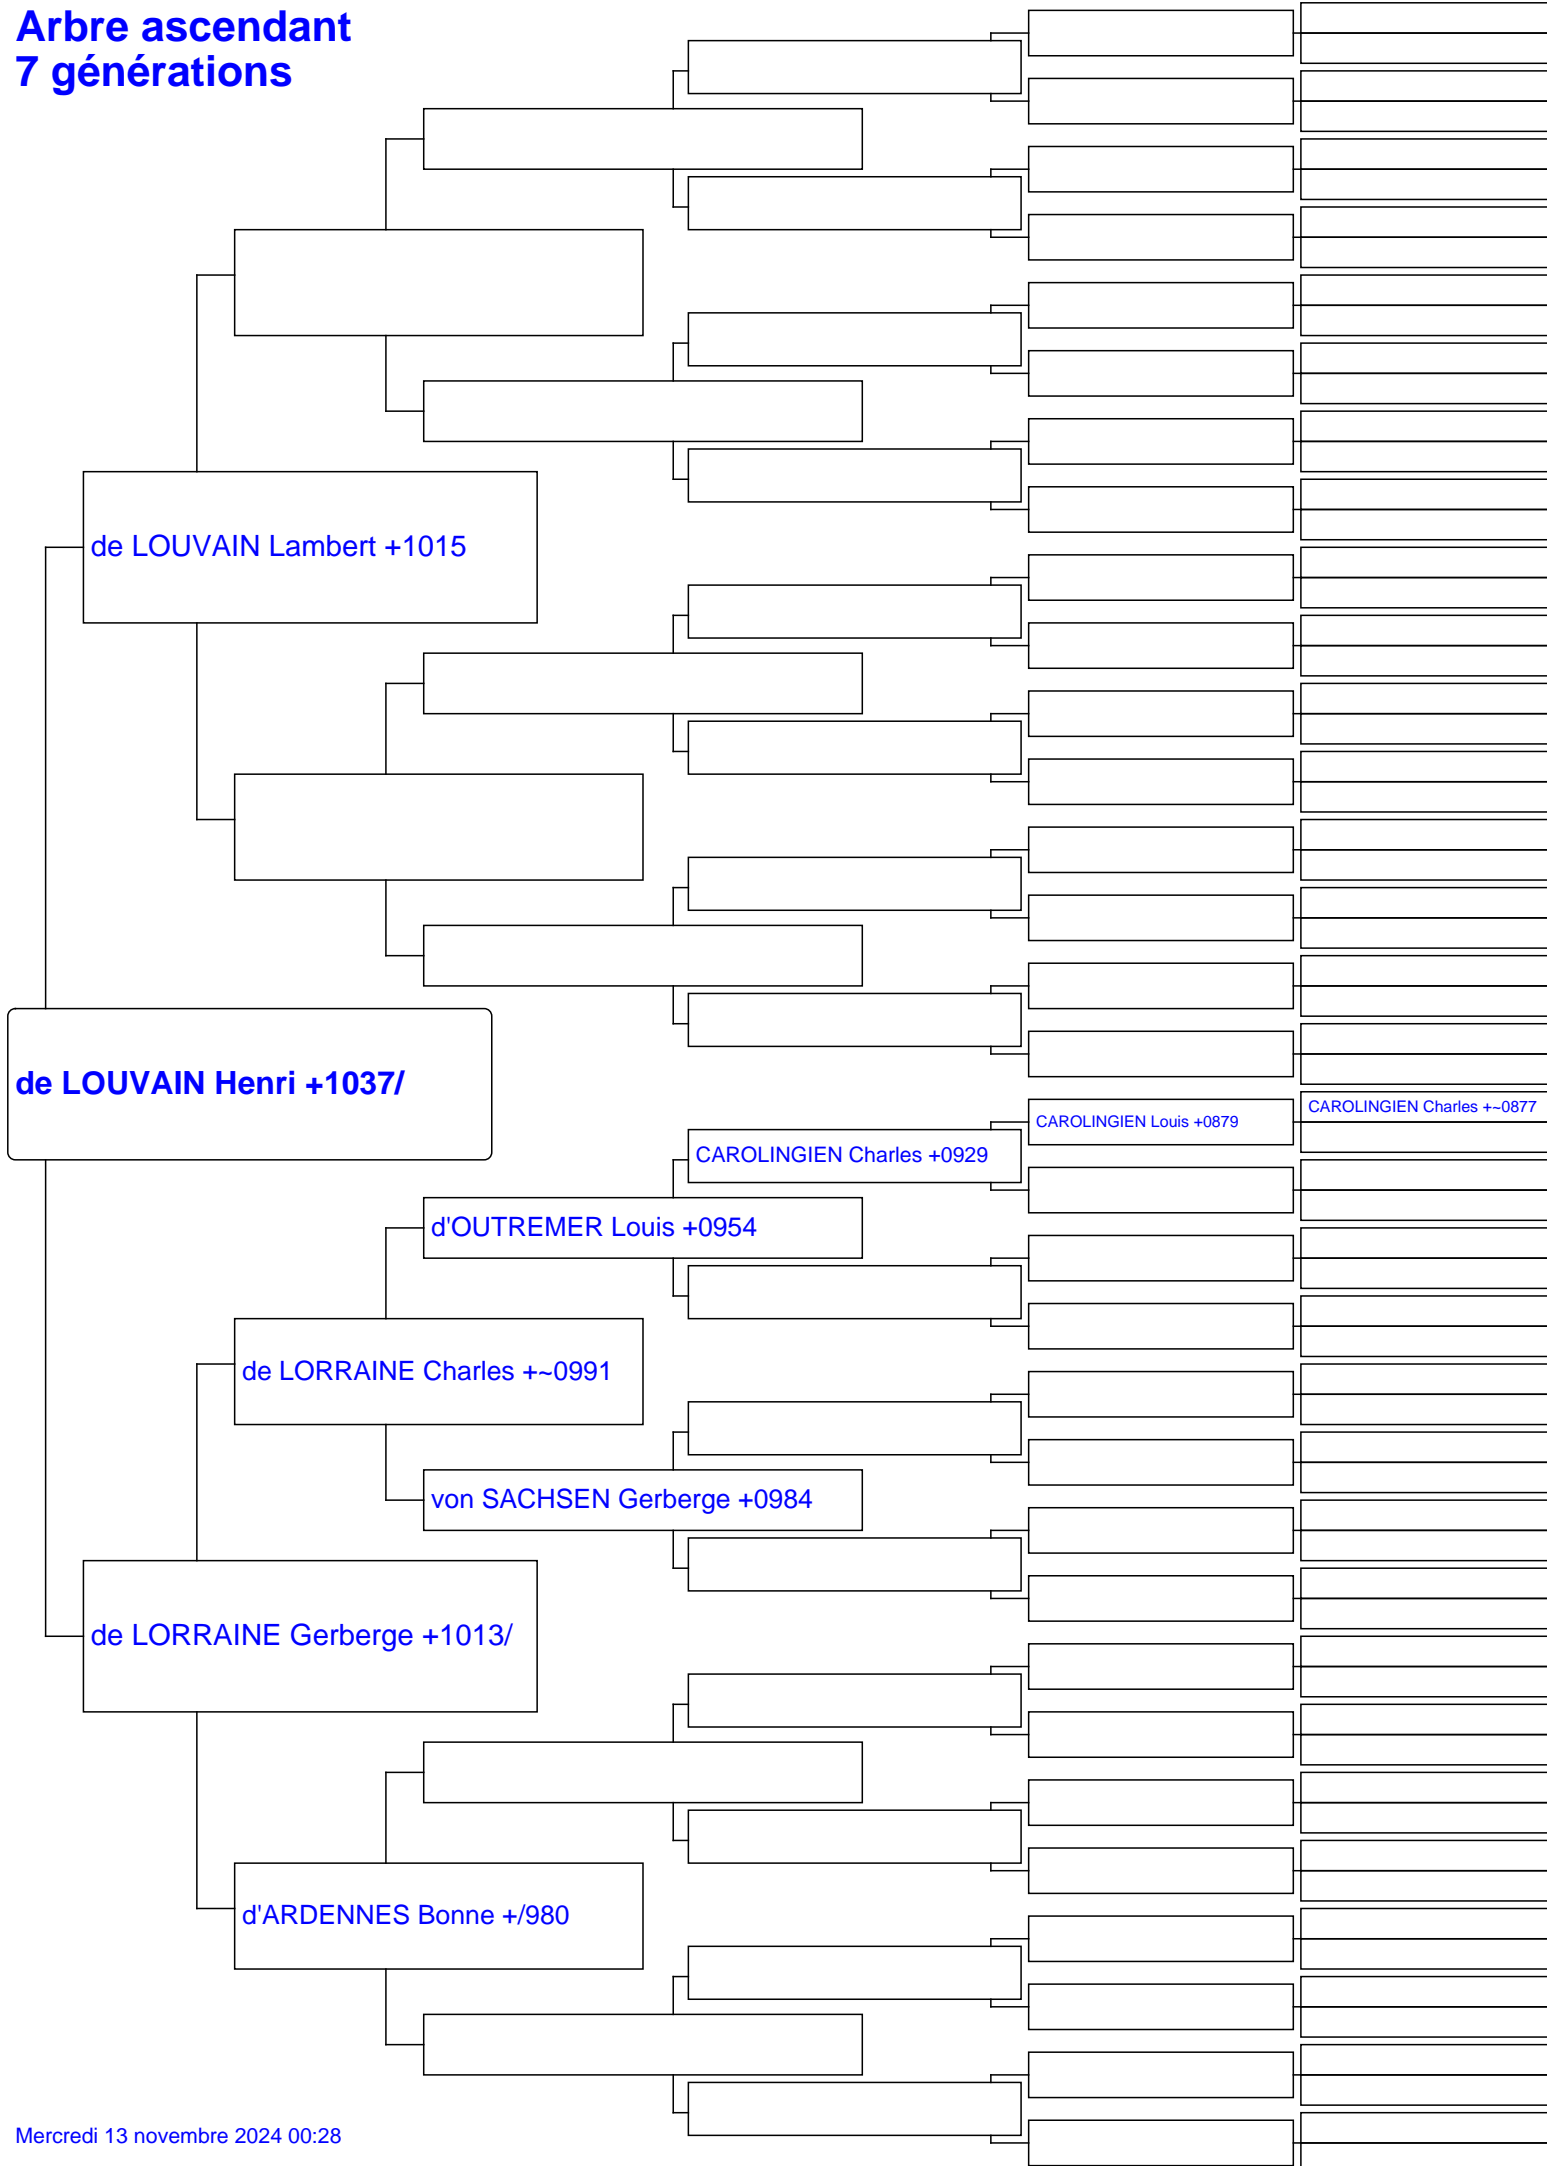 Arbre ascendant
7 générations
de LOUVAIN Lambert +1015
de LOUVAIN Henri +1037/
CAROLINGIEN Charles +~0877
CAROLINGIEN Louis +0879
CAROLINGIEN Charles +0929
d'OUTREMER Louis +0954
de LORRAINE Charles +~0991
von SACHSEN Gerberge +0984
de LORRAINE Gerberge +1013/
d'ARDENNES Bonne +/980
Mercredi 13 novembre 2024 00:28